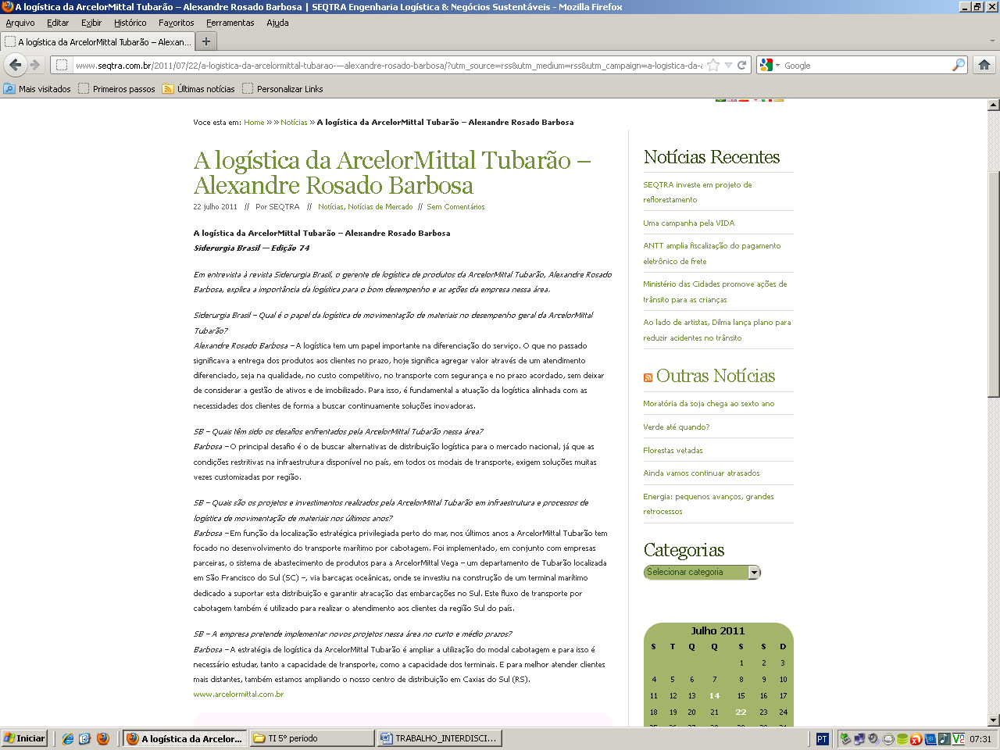 A logística da ArcelorMittal Tubarão – Alexandre Rosado Barbosa | SEQTRA Engenharia Logística & Negócios Sustentáveis - Mozilla Firefox
Arquivo Editar Exibir Histórico Favoritos Ferramentas Ajuda
A logística da ArcelorMittal Tubarão – Alexan...
www.seqtra.com.br/2011/07/22/a-logistica-da-arcelormittal-tubarao-—alexandre-rosado-barbosa/?utm_source=rss&utm_medium=rss&utm_campaign=a-logistica-da-a
Google
Mais visitados Primeiros passos Últimas notícias Personalizar Links
Voce esta em: Home » » Notícias » A logística da ArcelorMittal Tubarão – Alexandre Rosado Barbosa
A logística da ArcelorMittal Tubarão –
Alexandre Rosado Barbosa
22 julho 2011 // Por SEQTRA // Notícias, Notícias de Mercado // Sem Comentários
A logística da ArcelorMittal Tubarão – Alexandre Rosado Barbosa
Siderurgia Brasil — Edição 74
Em entrevista à revista Siderurgia Brasil, o gerente de logística de produtos da ArcelorMittal Tubarão, Alexandre Rosado
Barbosa, explica a importância da logística para o bom desempenho e as ações da empresa nessa área.
Siderurgia Brasil – Qual é o papel da logística de movimentação de materiais no desempenho geral da ArcelorMittal
Tubarão?
Alexandre Rosado Barbosa – A logística tem um papel importante na diferenciação do serviço. O que no passado
significava a entrega dos produtos aos clientes no prazo, hoje significa agregar valor através de um atendimento
diferenciado, seja na qualidade, no custo competitivo, no transporte com segurança e no prazo acordado, sem deixar
de considerar a gestão de ativos e de imobilizado. Para isso, é fundamental a atuação da logística alinhada com as
necessidades dos clientes de forma a buscar continuamente soluções inovadoras.
SB – Quais têm sido os desafios enfrentados pela ArcelorMittal Tubarão nessa área?
Barbosa – O principal desafio é o de buscar alternativas de distribuição logística para o mercado nacional, já que as
condições restritivas na infraestrutura disponível no país, em todos os modais de transporte, exigem soluções muitas
vezes customizadas por região.
SB – Quais são os projetos e investimentos realizados pela ArcelorMittal Tubarão em infraestrutura e processos de
logística de movimentação de materiais nos últimos anos?
Barbosa – Em função da localização estratégica privilegiada perto do mar, nos últimos anos a ArcelorMittal Tubarão tem
focado no desenvolvimento do transporte marítimo por cabotagem. Foi implementado, em conjunto com empresas
parceiras, o sistema de abastecimento de produtos para a ArcelorMittal Vega – um departamento de Tubarão localizada
em São Francisco do Sul (SC) –, via barcaças oceânicas, onde se investiu na construção de um terminal marítimo
dedicado a suportar esta distribuição e garantir atracação das embarcações no Sul. Este fluxo de transporte por
cabotagem também é utilizado para realizar o atendimento aos clientes da região Sul do país.
SB – A empresa pretende implementar novos projetos nessa área no curto e médio prazos?
Barbosa – A estratégia de logística da ArcelorMittal Tubarão é ampliar a utilização do modal cabotagem e para isso é
necessário estudar, tanto a capacidade de transporte, como a capacidade dos terminais. E para melhor atender clientes
mais distantes, também estamos ampliando o nosso centro de distribuição em Caxias do Sul (RS).
www.arcelormittal.com.br
Notícias Recentes
SEQTRA investe em projeto de
reflorestamento
Uma campanha pela VIDA
ANTT amplia fiscalização do pagamento
eletrônico de frete
Ministério das Cidades promove ações de
trânsito para as crianças
Ao lado de artistas, Dilma lança plano para
reduzir acidentes no trânsito
Outras Notícias
Moratória da soja chega ao sexto ano
Verde até quando?
Florestas vetadas
Ainda vamos continuar atrasados
Energia: pequenos avanços, grandes
retrocessos
Categorias
Selecionar categoria
Julho 2011
S T Q Q S S D
1 2 3
4 5 6 7 8 9 10
11 12 13 14 15 16 17
18 19 20 21 22 23 24
Iniciar A logística da Arcelor... TI 5º periodo TRABALHO_INTERDISCI... PT 07:31